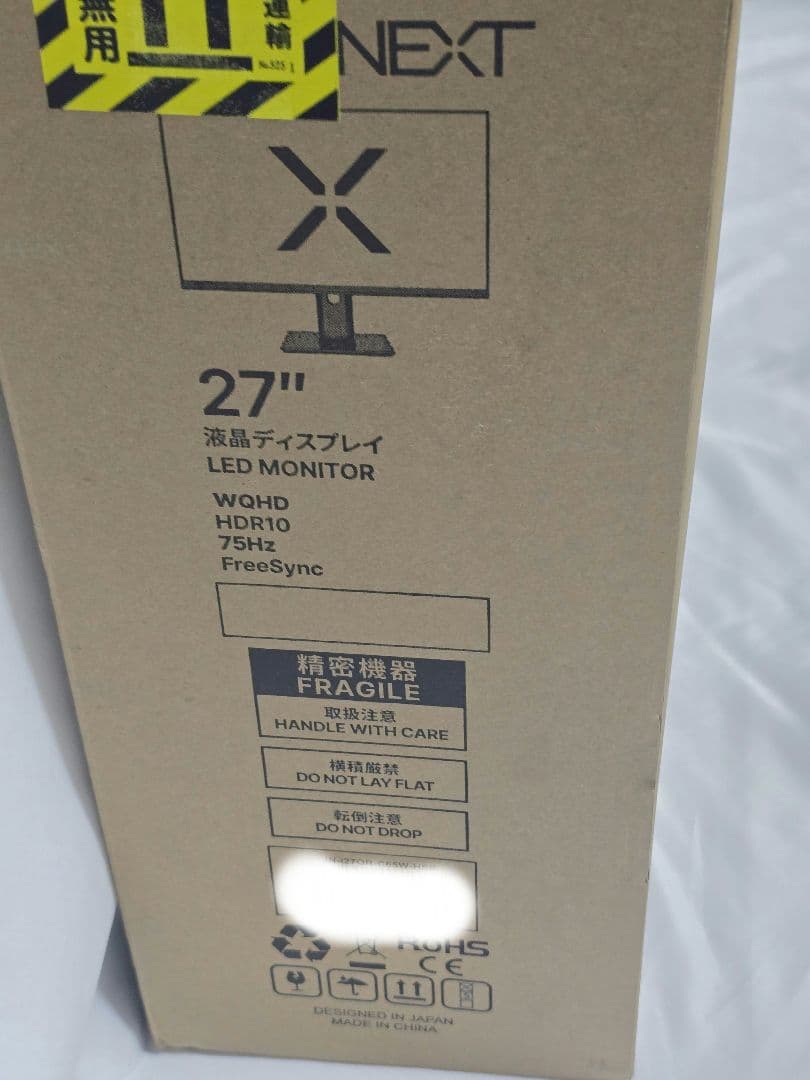 無用
運輸
NEXT
27"
液晶ディスプレイ
LED MONITOR
WQHD
HDR10
75Hz
FreeSync
精密機器
FRAGILE
取扱注意
HANDLE WITH CARE
横積厳禁
DO NOT LAY FLAT
転倒注意
DO NOT DROP
RoHS
CE
DESIGNED IN JAPAN
MADE IN CHINA